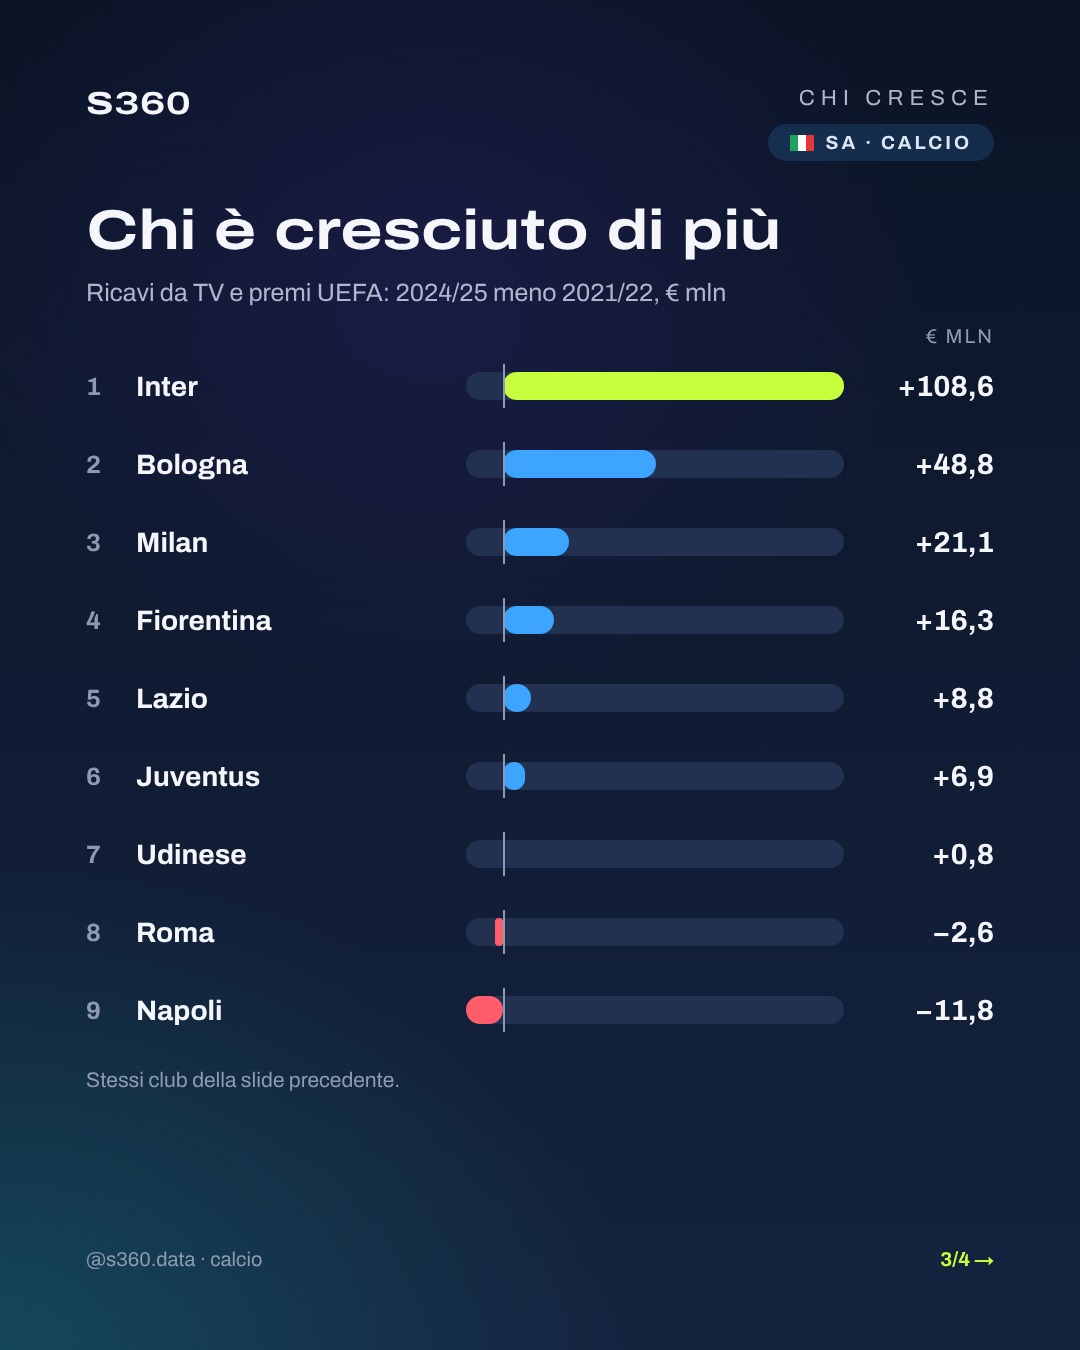 S360
CHI CRESCE
SA · CALCIO
Chi è cresciuto di più
Ricavi da TV e premi UEFA: 2024/25 meno 2021/22, € mln
€ MLN
1 Inter +108,6
2 Bologna +48,8
3 Milan +21,1
4 Fiorentina +16,3
5 Lazio +8,8
6 Juventus +6,9
7 Udinese +0,8
8 Roma −2,6
9 Napoli −11,8
Stessi club della slide precedente.
@s360.data · calcio
3/4 →